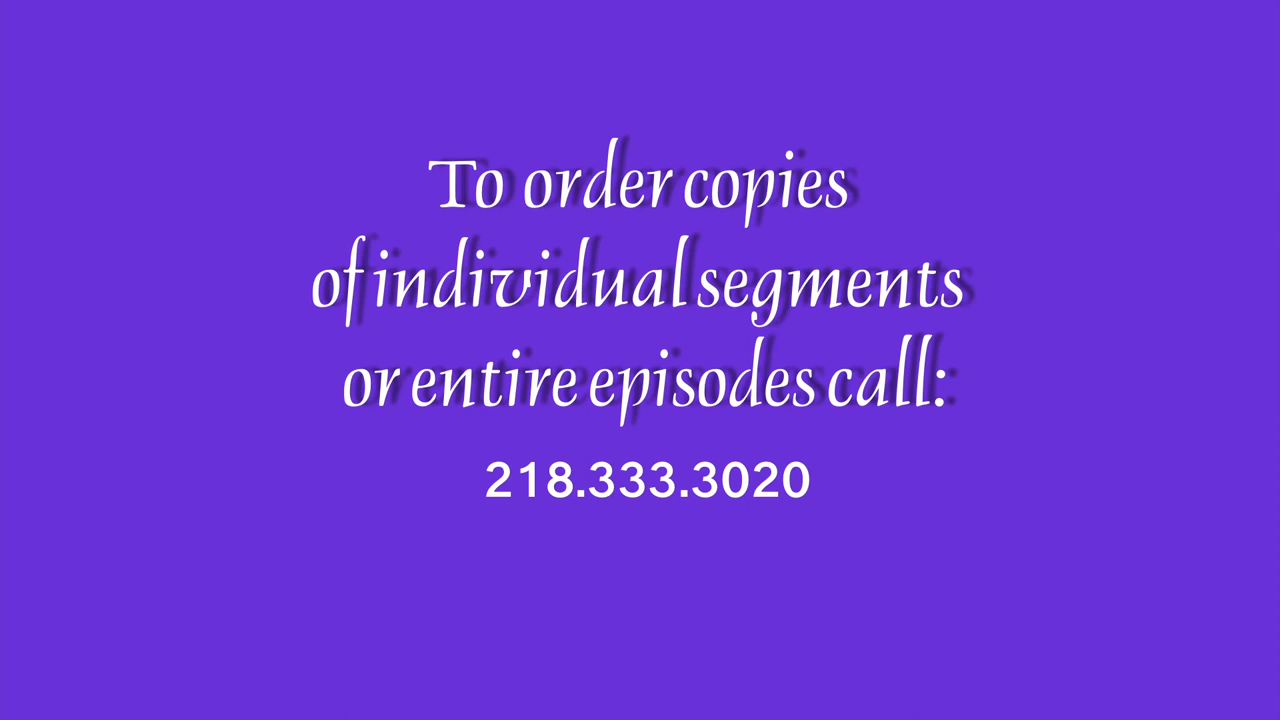 To order copies
of individual segments
or entire episodes call:
218.333.3020